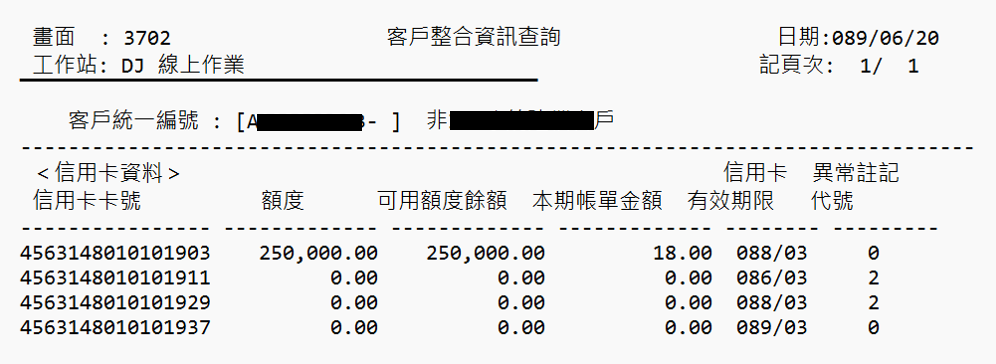 畫面 : 3702 客戶整合資訊查詢 日期:089/06/20
工作站: DJ 線上作業 記頁次: 1/ 1
客戶統一編號 : [A - ] 非 戶
--------------------------------------------------------------------------------
<信用卡資料> 信用卡 異常註記
信用卡卡號 額度 可用額度餘額 本期帳單金額 有效期限 代號
---------------- ------------- ------------- ------------- -------- ---------
4563148010101903 250,000.00 250,000.00 18.00 088/03 0
4563148010101911 0.00 0.00 0.00 086/03 2
4563148010101929 0.00 0.00 0.00 088/03 2
4563148010101937 0.00 0.00 0.00 089/03 0